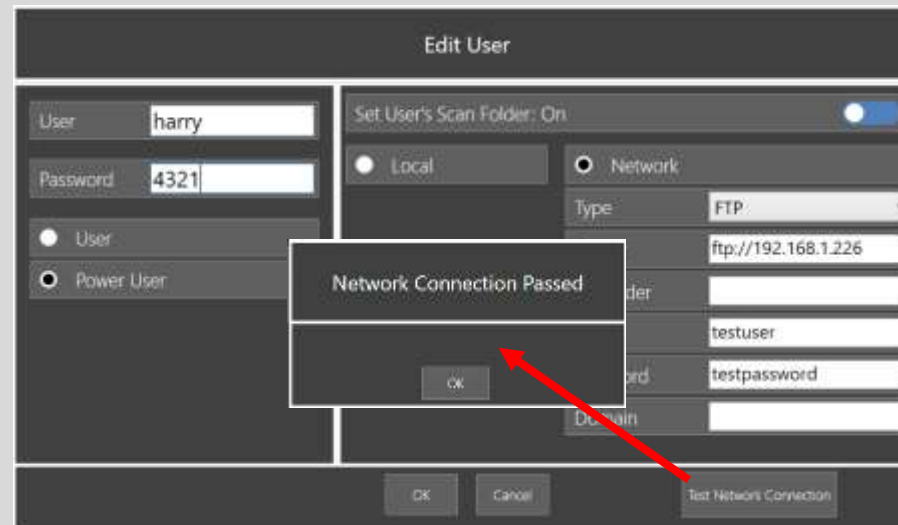 Edit User
User harry
Password 4321
User
Power User
Set User's Scan Folder: On
Local
Network
Type FTP
ftp://192.168.1.226
testuser
testpassword
Domain
Network Connection Passed
OK
OK Cancel Test Network Connection